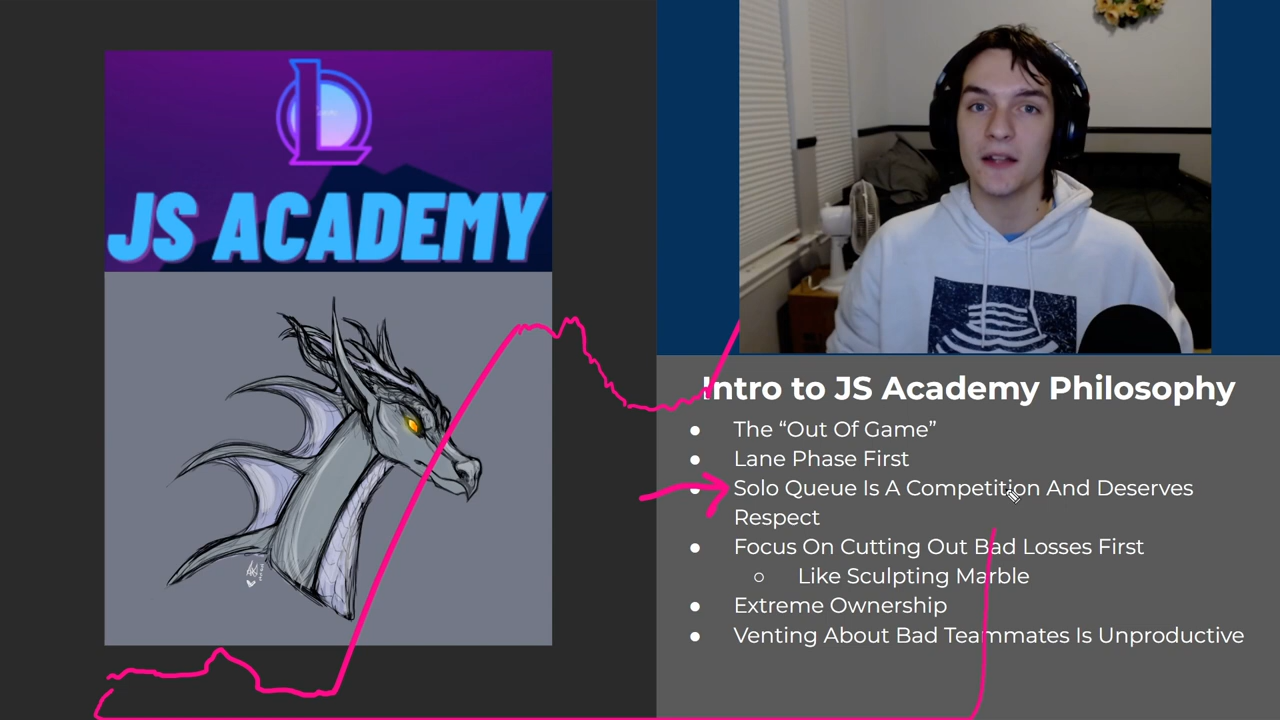 L
JS ACADEMY
Intro to JS Academy Philosophy
● The “Out Of Game”
● Lane Phase First
● Solo Queue Is A Competition And Deserves
Respect
● Focus On Cutting Out Bad Losses First
○ Like Sculpting Marble
● Extreme Ownership
● Venting About Bad Teammates Is Unproductive